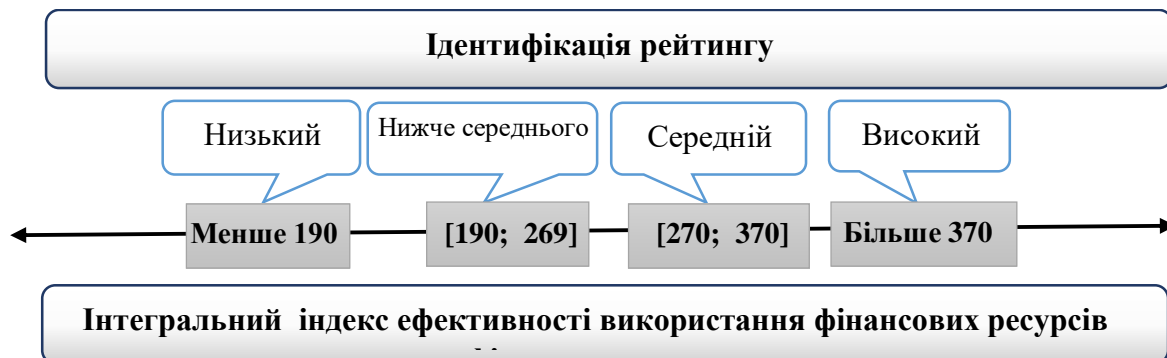 Ідентифікація рейтингу
Низький
Нижче середнього
Середній
Високий
Менше 190
[190; 269]
[270; 370]
Більше 370
Інтегральний індекс ефективності використання фінансових ресурсів